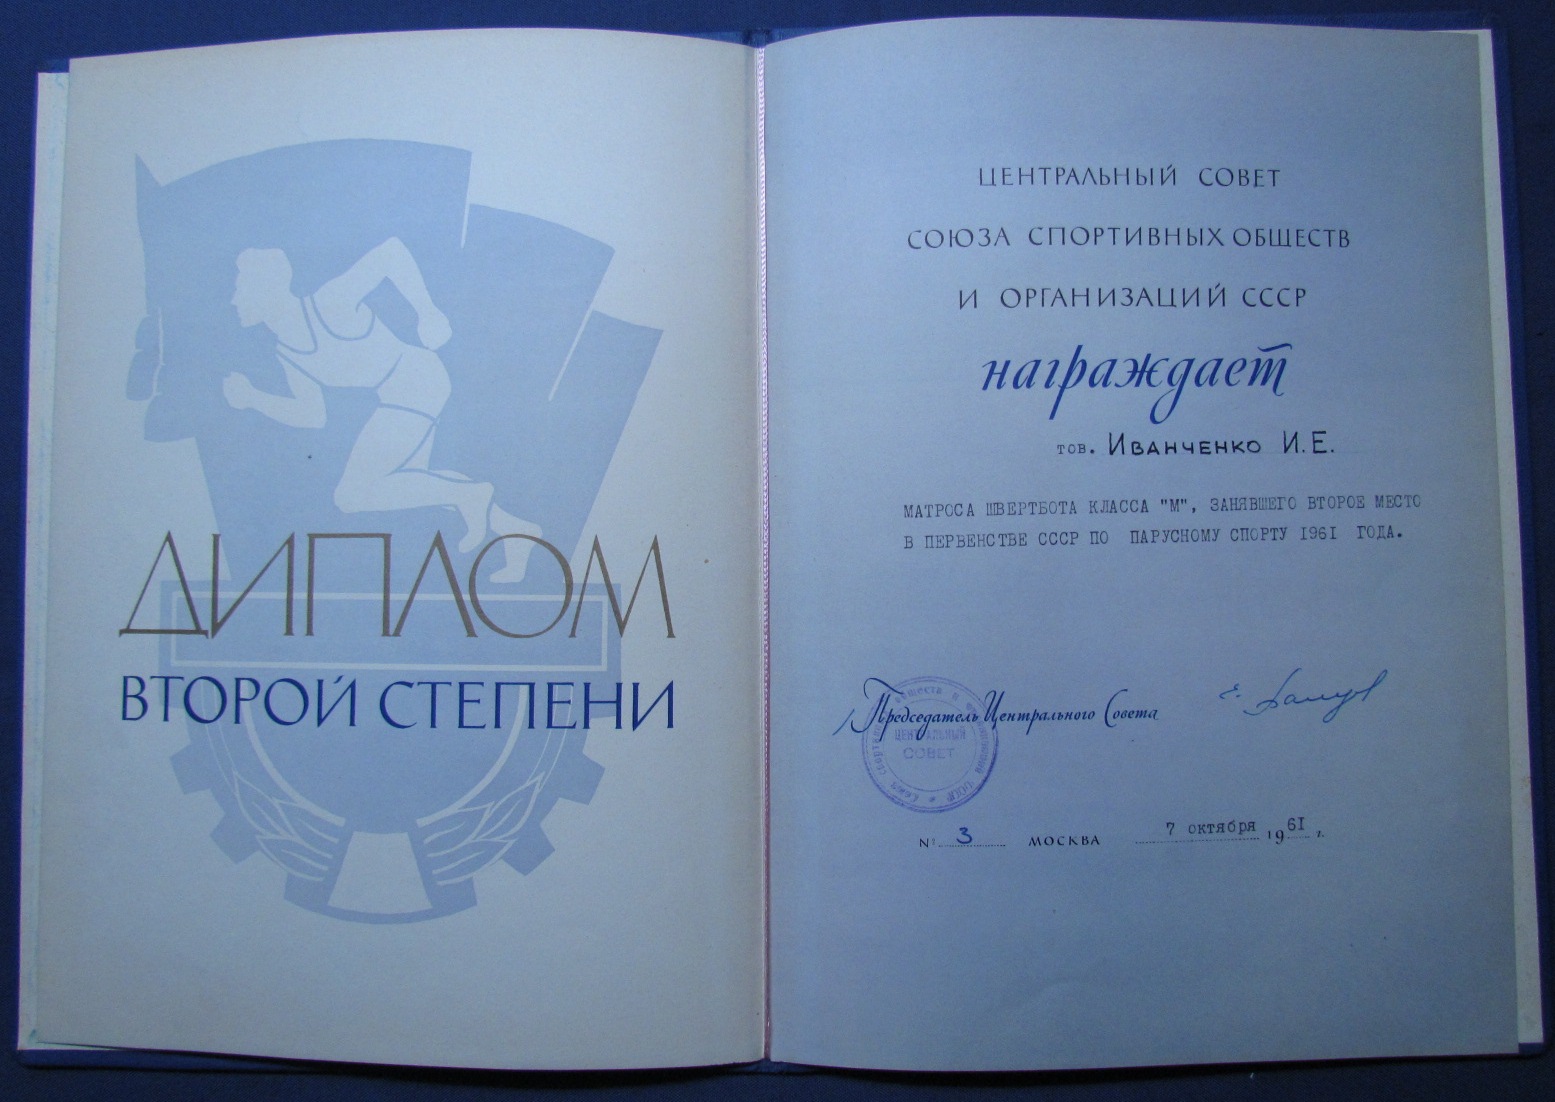 ДИПЛОМ
ВТОРОЙ СТЕПЕНИ
ЦЕНТРАЛЬНЫЙ СОВЕТ
СОЮЗА СПОРТИВНЫХ ОБЩЕСТВ
И ОРГАНИЗАЦИЙ СССР
награждает
тов. Иванченко И.Е.
МАТРОСА ШВЕРТБОТА КЛАССА "М", ЗАНЯВШЕГО ВТОРОЕ МЕСТО
В ПЕРВЕНСТВЕ СССР ПО ПАРУСНОМУ СПОРТУ 1961 ГОДА.
Председатель Центрального Совета
ЦЕНТРАЛЬНЫЙ
СОВЕТ
№ 3 МОСКВА 7 октября 1961 г.